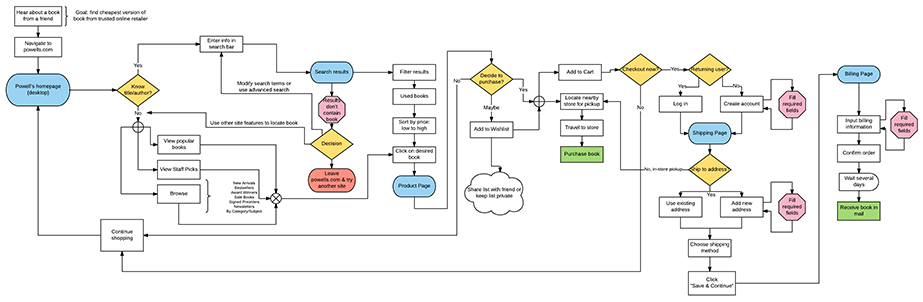 Hear about a book
from a friend
Goal: find cheapest version of
book from trusted online retailer
Navigate to
powells.com
Powell's homepage
(desktop)
Know
title/author?
Yes
No
Enter info in
search bar
Modify search terms or
use advanced search
Use other site features to locate book
View popular
books
View Staff Picks
Browse
New Arrivals
Bestsellers
Award Winners
Sale Books
Signed Preorders
Newsletters
By Category/Subject
Continue
shopping
Search results
Results
don't
contain
book
Decision
Leave
powells.com & try
another site
Filter results
Used books
Sort by price:
low to high
Click on desired
book
Product Page
No
Decide to
purchase?
Yes
Maybe
Add to Wishlist
Share list with friend or
keep list private
Add to Cart
Locate nearby
store for pickup
Travel to store
Purchase book
Checkout now?
Yes
No
Returning user?
Yes
No
Log in
Create account
Fill
required
fields
Shipping Page
Ship to address?
No, in-store pickup
Yes
Use existing
address
Add new
address
Fill
required
fields
Choose shipping
method
Click
"Save & Continue"
Billing Page
Input billing
information
Fill
required
fields
Confirm order
Wait several
days
Receive book in
mail